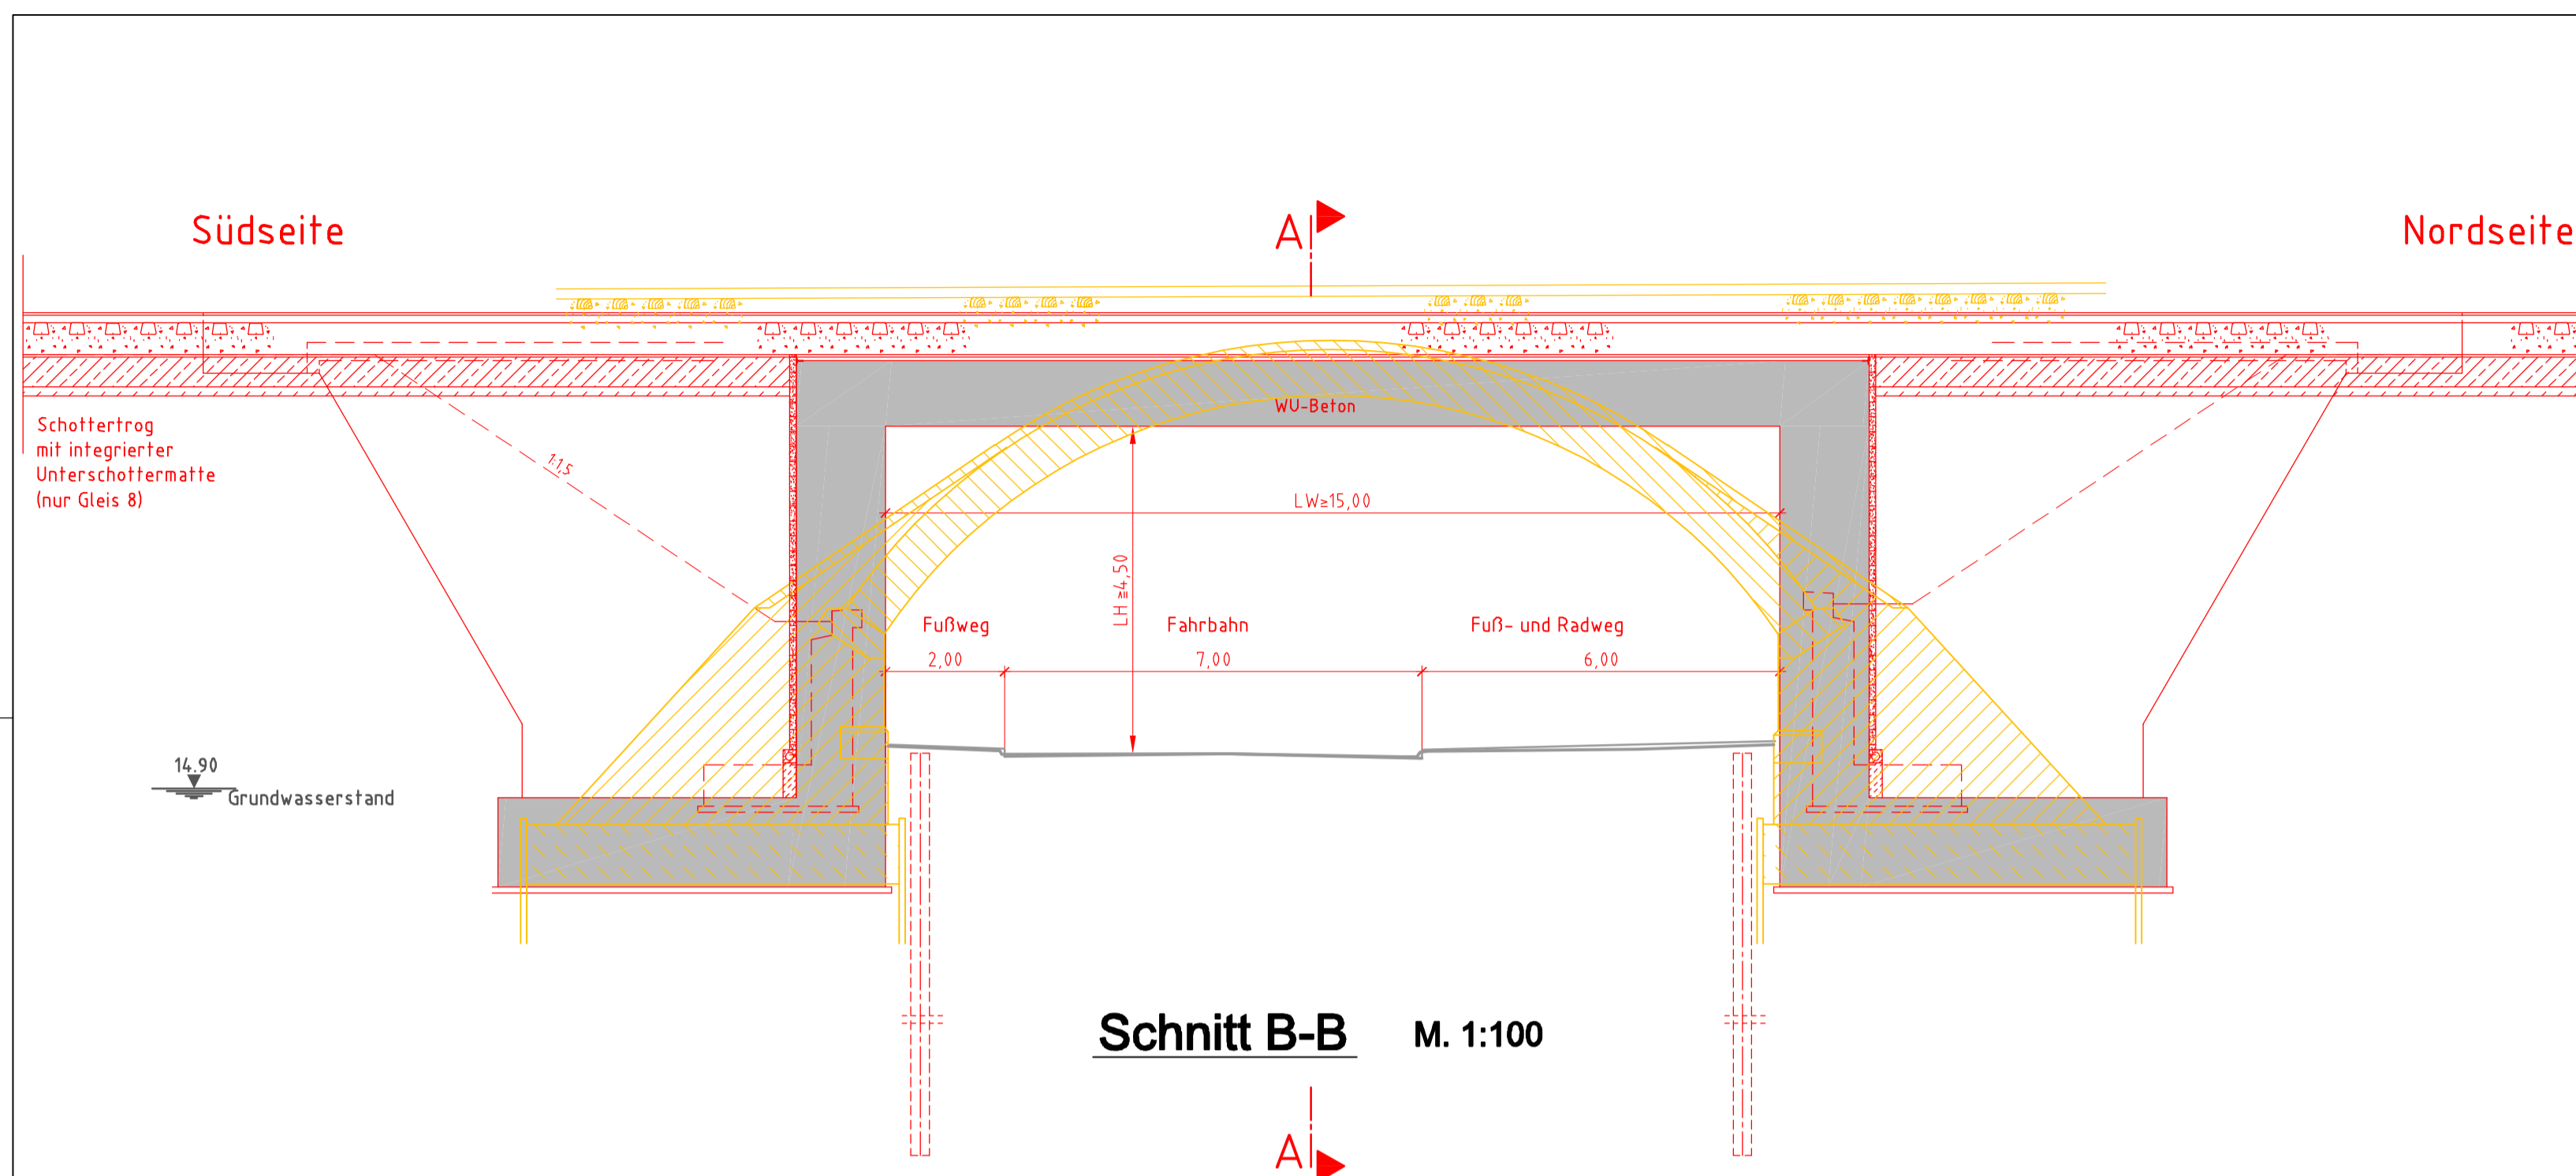 Südseite
A
Nordseite
Schottertrog
mit integrierter
Unterschottermatte
(nur Gleis 8)
1:1,5
WU-Beton
LW≥15,00
LH ≥4,50
Fußweg
Fahrbahn
Fuß- und Radweg
2,00
7,00
6,00
14.90
Grundwasserstand
Schnitt B-B M. 1:100
A